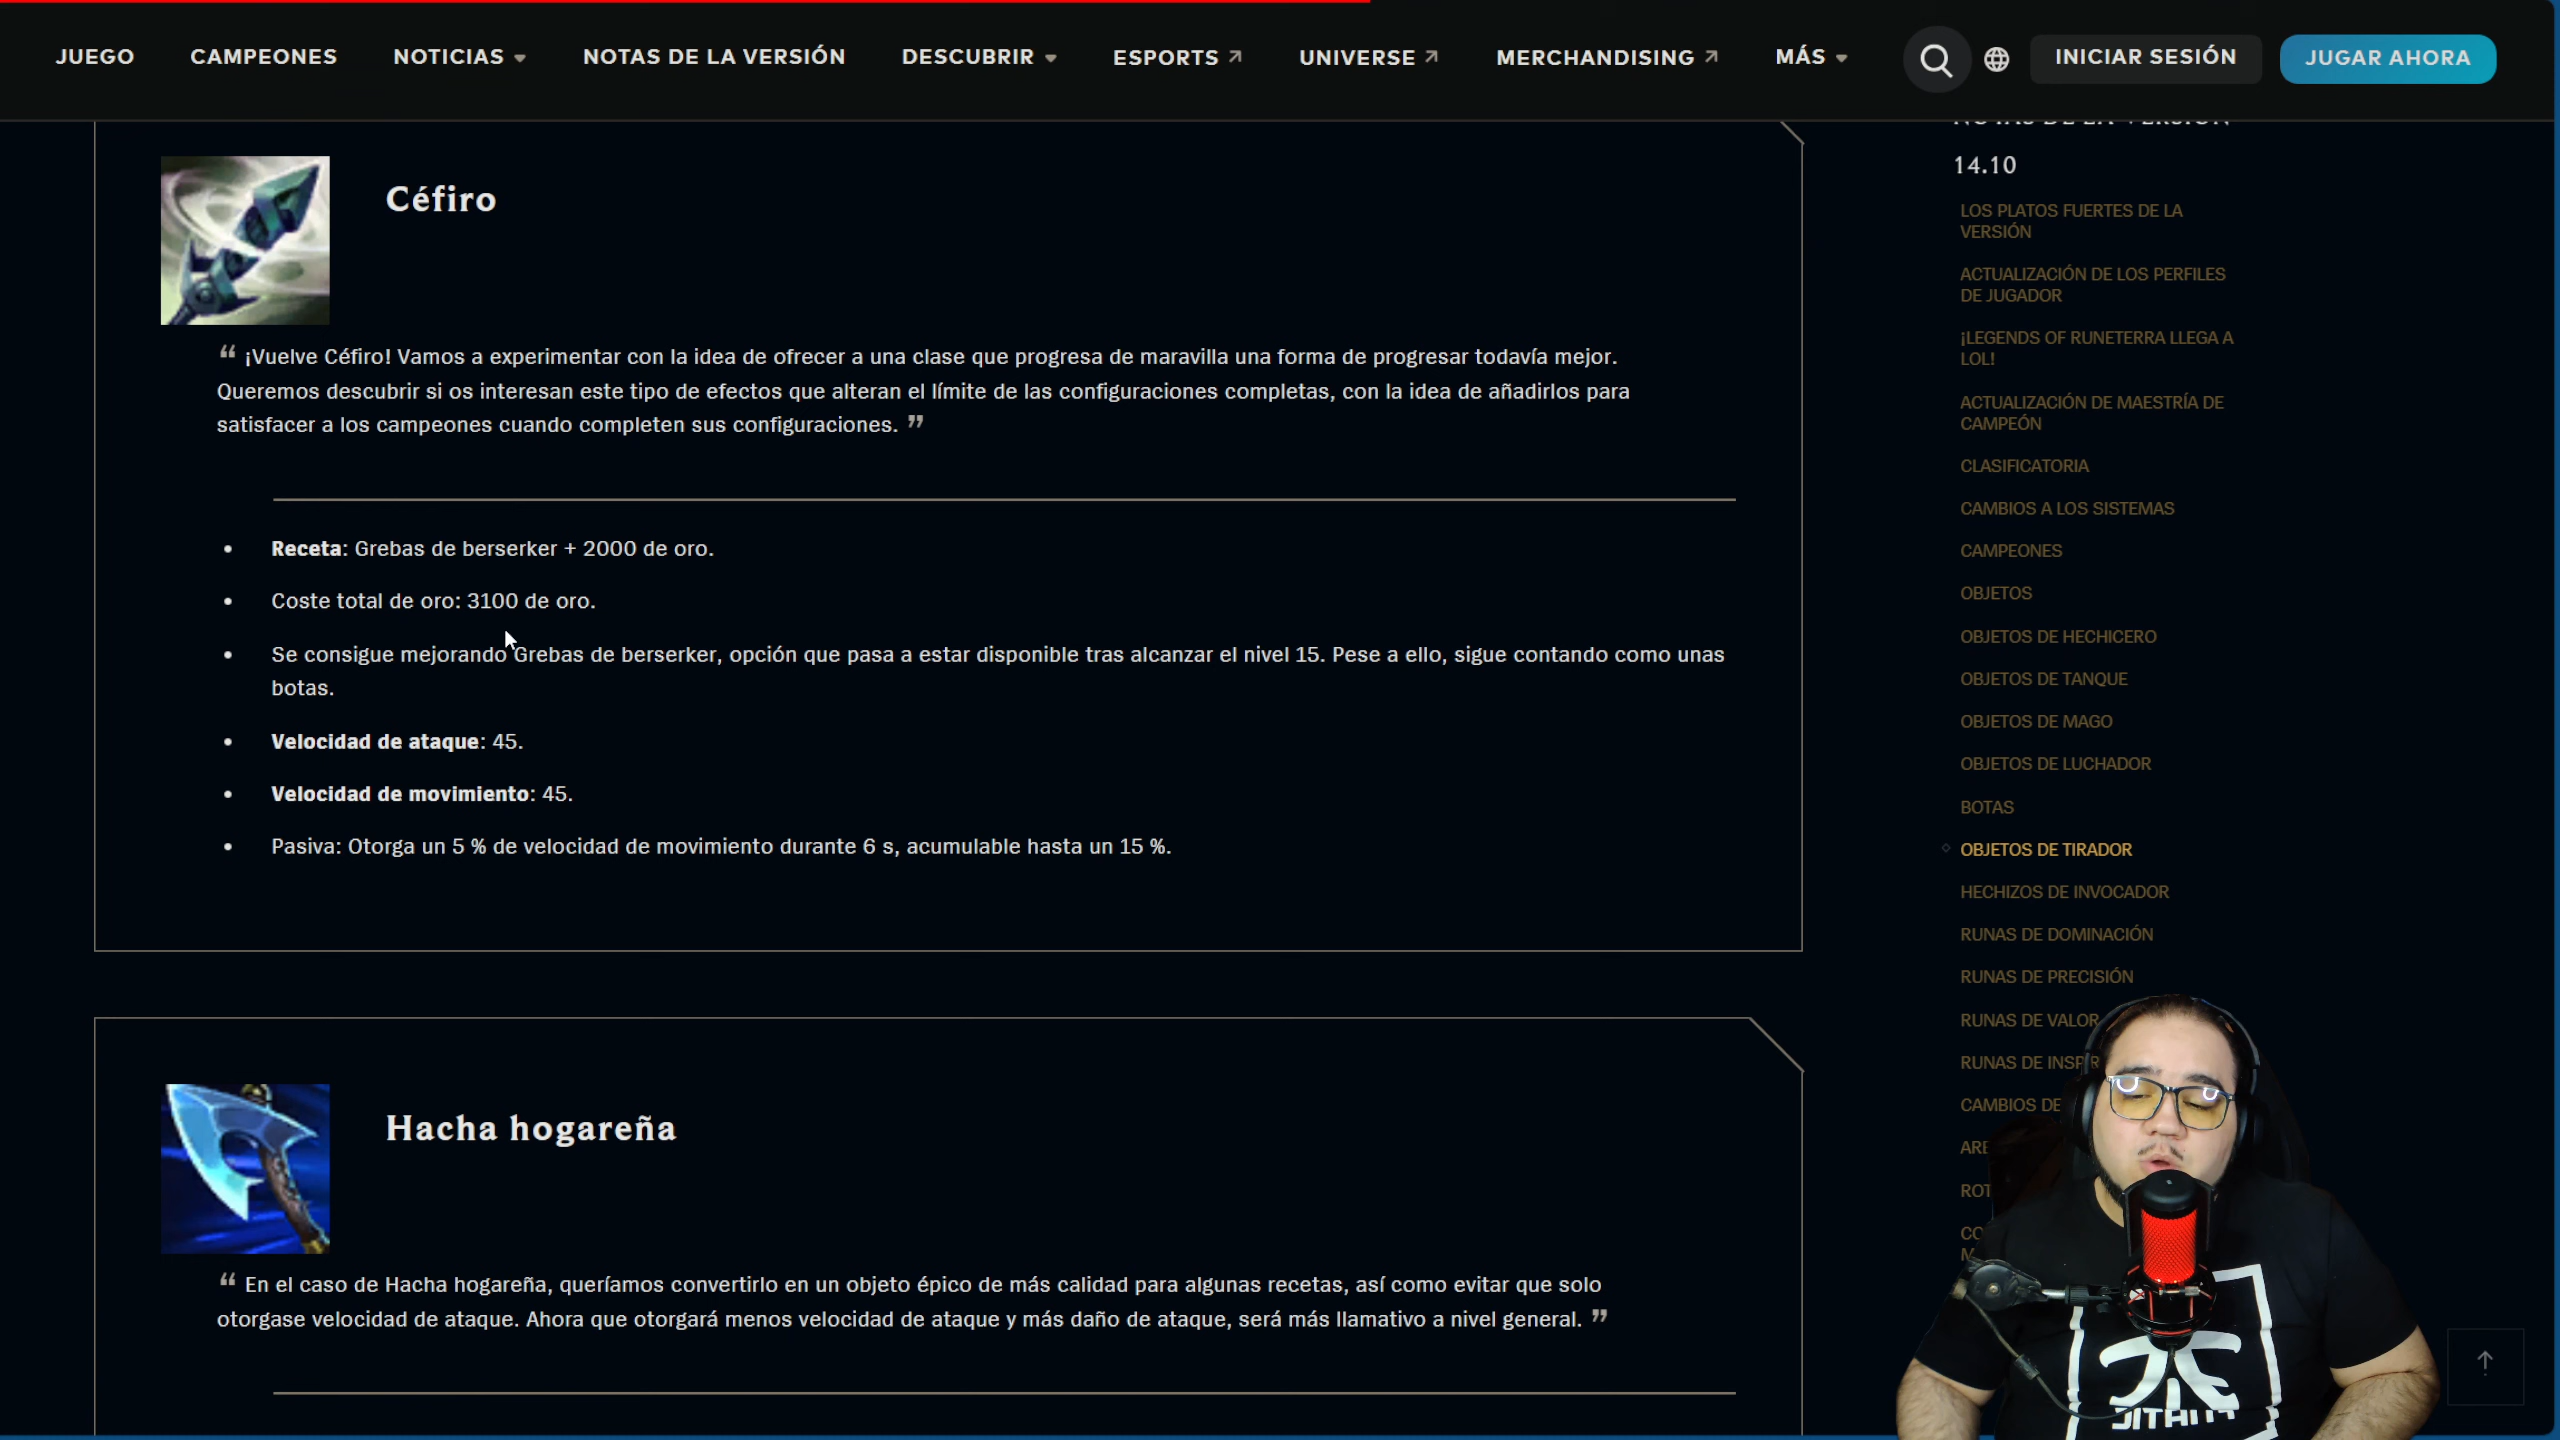 JUEGO CAMPEONES NOTICIAS NOTAS DE LA VERSIÓN DESCUBRIR ESPORTS UNIVERSE MERCHANDISING MÁS INICIAR SESIÓN JUGAR AHORA
Céfiro
“ ¡Vuelve Céfiro! Vamos a experimentar con la idea de ofrecer a una clase que progresa de maravilla una forma de progresar todavía mejor.
Queremos descubrir si os interesan este tipo de efectos que alteran el límite de las configuraciones completas, con la idea de añadirlos para
satisfacer a los campeones cuando completen sus configuraciones. ”
• Receta: Grebas de berserker + 2000 de oro.
• Coste total de oro: 3100 de oro.
• Se consigue mejorando Grebas de berserker, opción que pasa a estar disponible tras alcanzar el nivel 15. Pese a ello, sigue contando como unas
botas.
• Velocidad de ataque: 45.
• Velocidad de movimiento: 45.
• Pasiva: Otorga un 5 % de velocidad de movimiento durante 6 s, acumulable hasta un 15 %.
Hacha hogareña
“ En el caso de Hacha hogareña, queríamos convertirlo en un objeto épico de más calidad para algunas recetas, así como evitar que solo
otorgase velocidad de ataque. Ahora que otorgará menos velocidad de ataque y más daño de ataque, será más llamativo a nivel general. ”
NOTAS DE LA VERSIÓN
14.10
LOS PLATOS FUERTES DE LA
VERSIÓN
ACTUALIZACIÓN DE LOS PERFILES
DE JUGADOR
¡LEGENDS OF RUNETERRA LLEGA A
LOL!
ACTUALIZACIÓN DE MAESTRÍA DE
CAMPEÓN
CLASIFICATORIA
CAMBIOS A LOS SISTEMAS
CAMPEONES
OBJETOS
OBJETOS DE HECHICERO
OBJETOS DE TANQUE
OBJETOS DE MAGO
OBJETOS DE LUCHADOR
BOTAS
OBJETOS DE TIRADOR
HECHIZOS DE INVOCADOR
RUNAS DE DOMINACIÓN
RUNAS DE PRECISIÓN
RUNAS DE VALOR
RUNAS DE
CAMBIOS DE